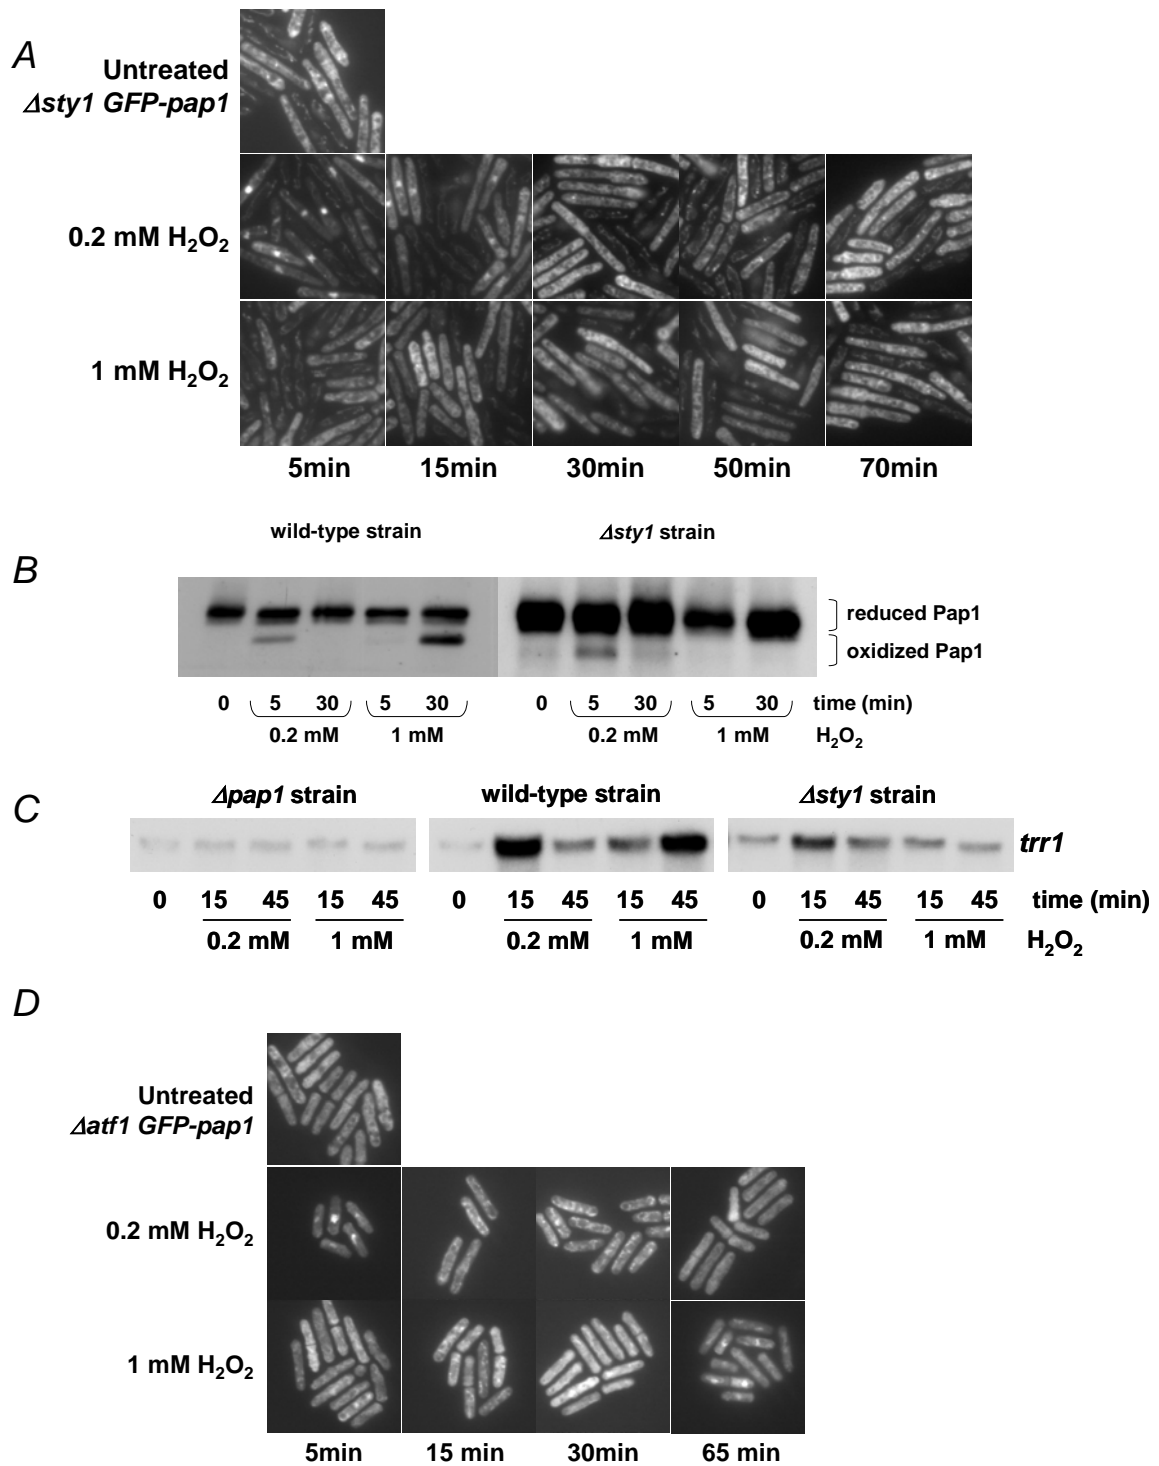 A
Untreated
Δsty1 GFP-pap1
0.2 mM H₂O₂
1 mM H₂O₂
5min 15min 30min 50min 70min
wild-type strain Δsty1 strain
B
reduced Pap1
oxidized Pap1
0 5 30 5 30 0 5 30 5 30 time (min)
0.2 mM 1 mM 0.2 mM 1 mM H₂O₂
C
Δpap1 strain wild-type strain Δsty1 strain
trr1
0 15 45 15 45 0 15 45 15 45 0 15 45 15 45 time (min)
0.2 mM 1 mM 0.2 mM 1 mM 0.2 mM 1 mM H₂O₂
D
Untreated
Δatf1 GFP-pap1
0.2 mM H₂O₂
1 mM H₂O₂
5min 15 min 30min 65 min